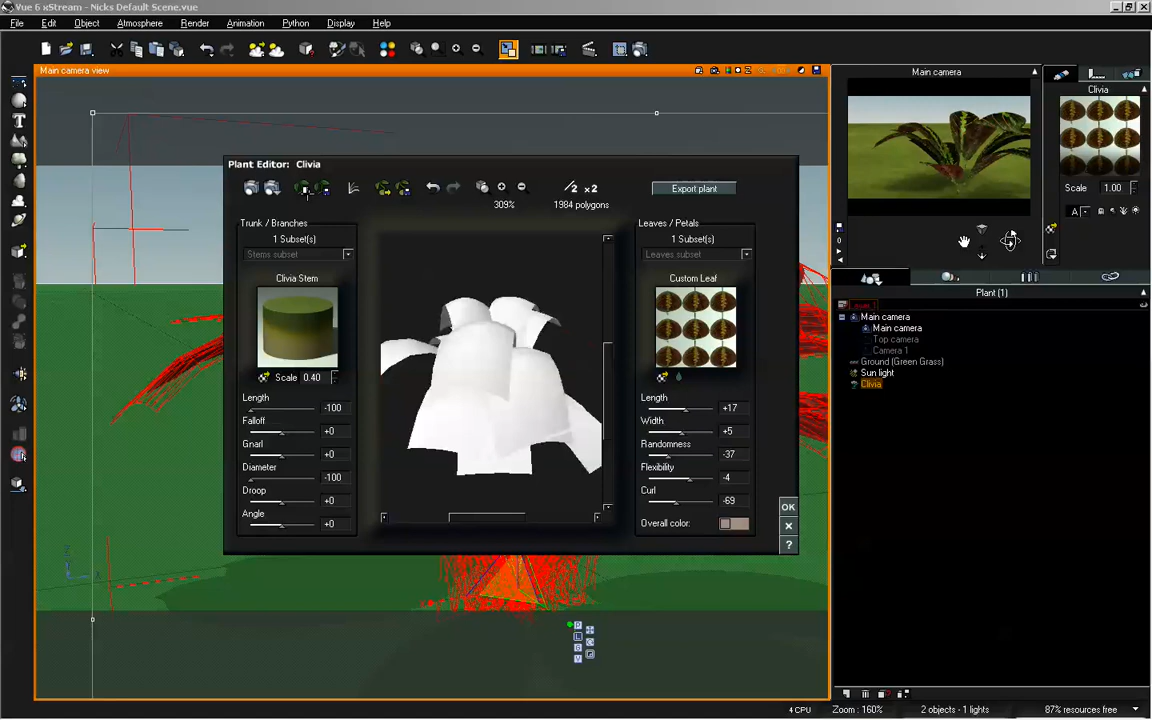 Vue 6 xStream - Nicks Default Scene.vue
File Edit Object Atmosphere Render Animation Python Display Help
Main camera view
Main camera
Clivia
Scale 1.00
A
0
Plant (1)
Main camera
Main camera
Top camera
Camera 1
Ground (Green Grass)
Sun light
Clivia
Plant Editor: Clivia
309%
/2 x2
1984 polygons
Export plant
Trunk / Branches
1 Subset(s)
Stems subset
Clivia Stem
Scale 0.40
Length
-100
Falloff
+0
Gnarl
+0
Diameter
-100
Droop
+0
Angle
+0
Leaves / Petals
1 Subset(s)
Leaves subset
Custom Leaf
Length
+17
Width
+5
Randomness
-37
Flexibility
-4
Curl
-69
Overall color:
OK
?
4 CPU Zoom : 160% 2 objects - 1 lights 87% resources free